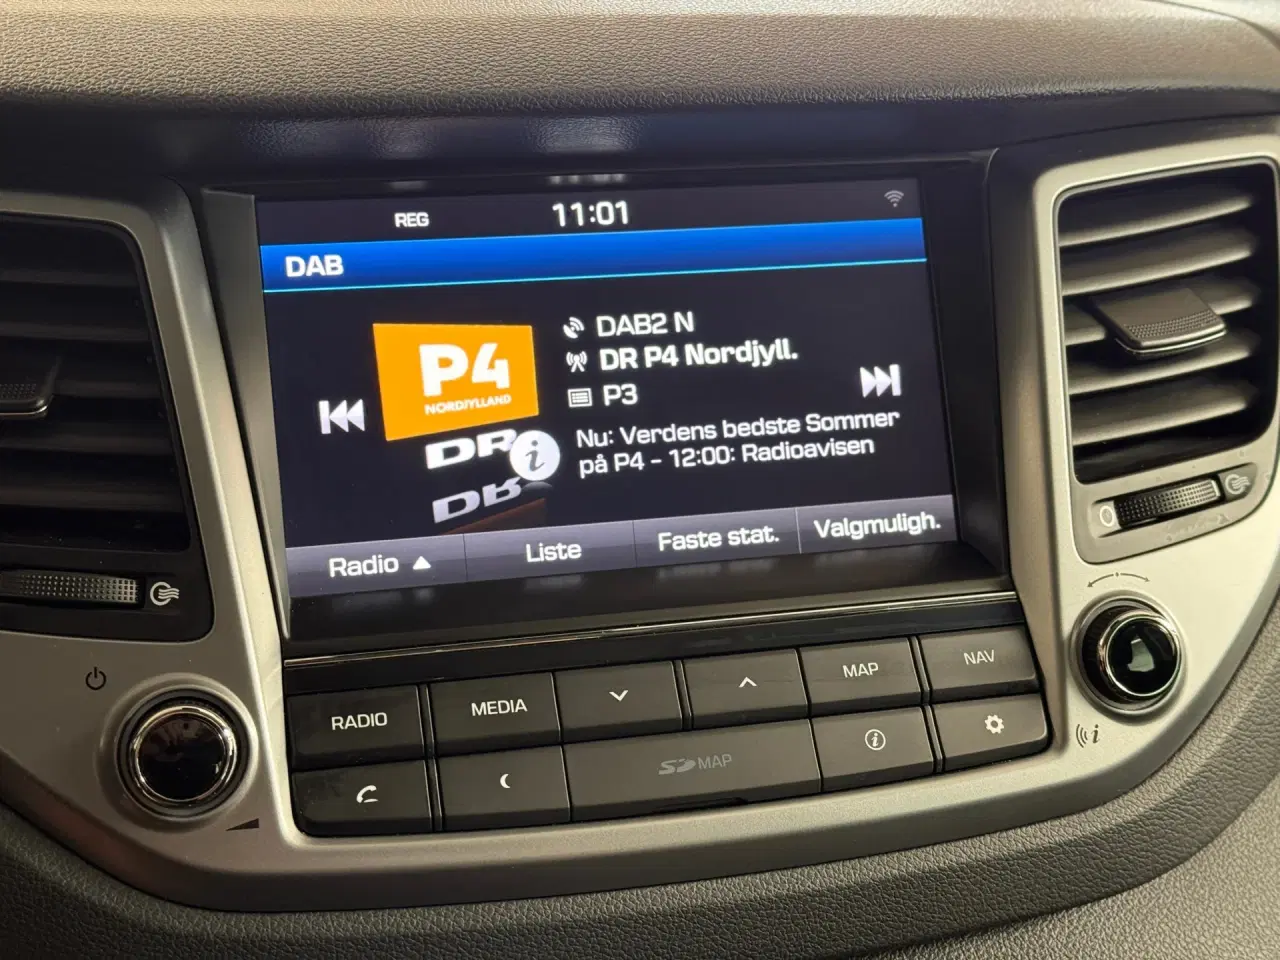 REG
11:01
DAB
P4
NORDJYLLAND
DR
DAB2 N
DR P4 Nordjyll.
P3
Nu: Verdens bedste Sommer
på P4 - 12:00: Radioavisen
Radio
Liste
Faste stat.
Valgmuligh.
RADIO
MEDIA
MAP
NAV
SD MAP